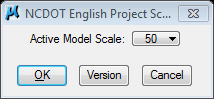 NCDOT English Project Sc...
Active Model Scale: 50
OK Version Cancel